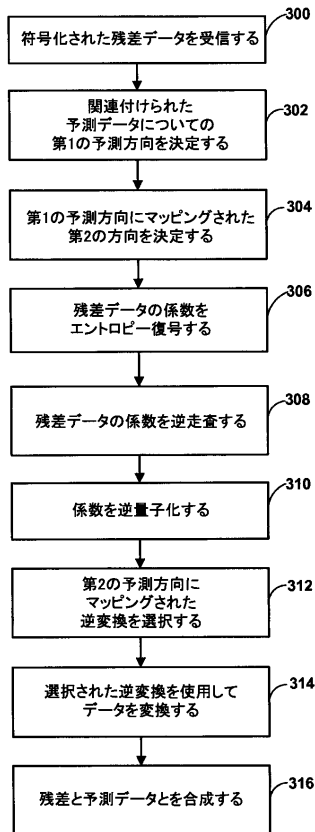 300
符号化された残差データを受信する
302
関連付けられた
予測データについての
第1の予測方向を決定する
304
第1の予測方向にマッピングされた
第2の方向を決定する
306
残差データの係数を
エントロピー復号する
308
残差データの係数を逆走査する
310
係数を逆量子化する
312
第2の予測方向に
マッピングされた
逆変換を選択する
314
選択された逆変換を使用して
データを変換する
316
残差と予測データとを合成する